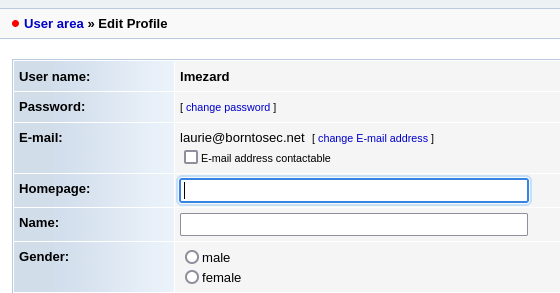 User area » Edit Profile
User name: lmezard
Password: [ change password ]
E-mail: laurie@borntosec.net [ change E-mail address ]
E-mail address contactable
Homepage:
Name:
Gender: male
female